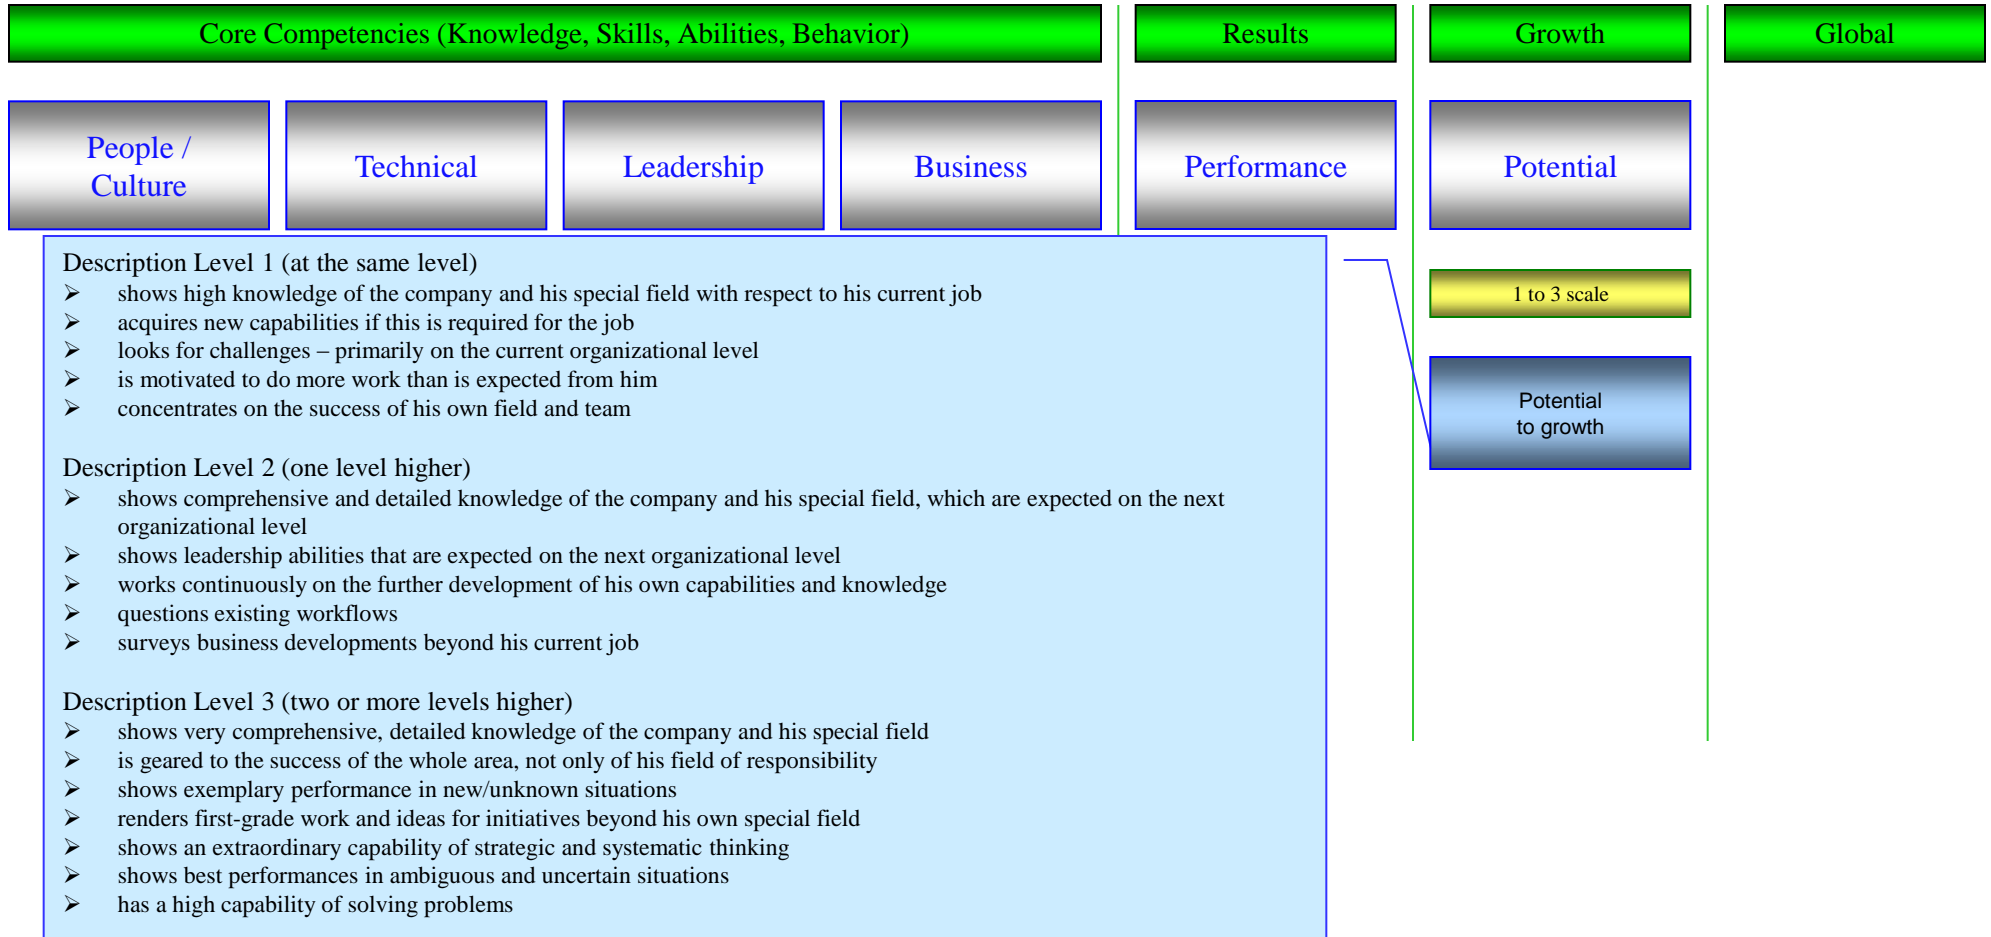 Core Competencies (Knowledge, Skills, Abilities, Behavior)
Results
Growth
Global
People /
Culture
Technical
Leadership
Business
Performance
Potential
Description Level 1 (at the same level)
➢ shows high knowledge of the company and his special field with respect to his current job
➢ acquires new capabilities if this is required for the job
➢ looks for challenges – primarily on the current organizational level
➢ is motivated to do more work than is expected from him
➢ concentrates on the success of his own field and team
Description Level 2 (one level higher)
➢ shows comprehensive and detailed knowledge of the company and his special field, which are expected on the next
organizational level
➢ shows leadership abilities that are expected on the next organizational level
➢ works continuously on the further development of his own capabilities and knowledge
➢ questions existing workflows
➢ surveys business developments beyond his current job
Description Level 3 (two or more levels higher)
➢ shows very comprehensive, detailed knowledge of the company and his special field
➢ is geared to the success of the whole area, not only of his field of responsibility
➢ shows exemplary performance in new/unknown situations
➢ renders first-grade work and ideas for initiatives beyond his own special field
➢ shows an extraordinary capability of strategic and systematic thinking
➢ shows best performances in ambiguous and uncertain situations
➢ has a high capability of solving problems
1 to 3 scale
Potential
to growth